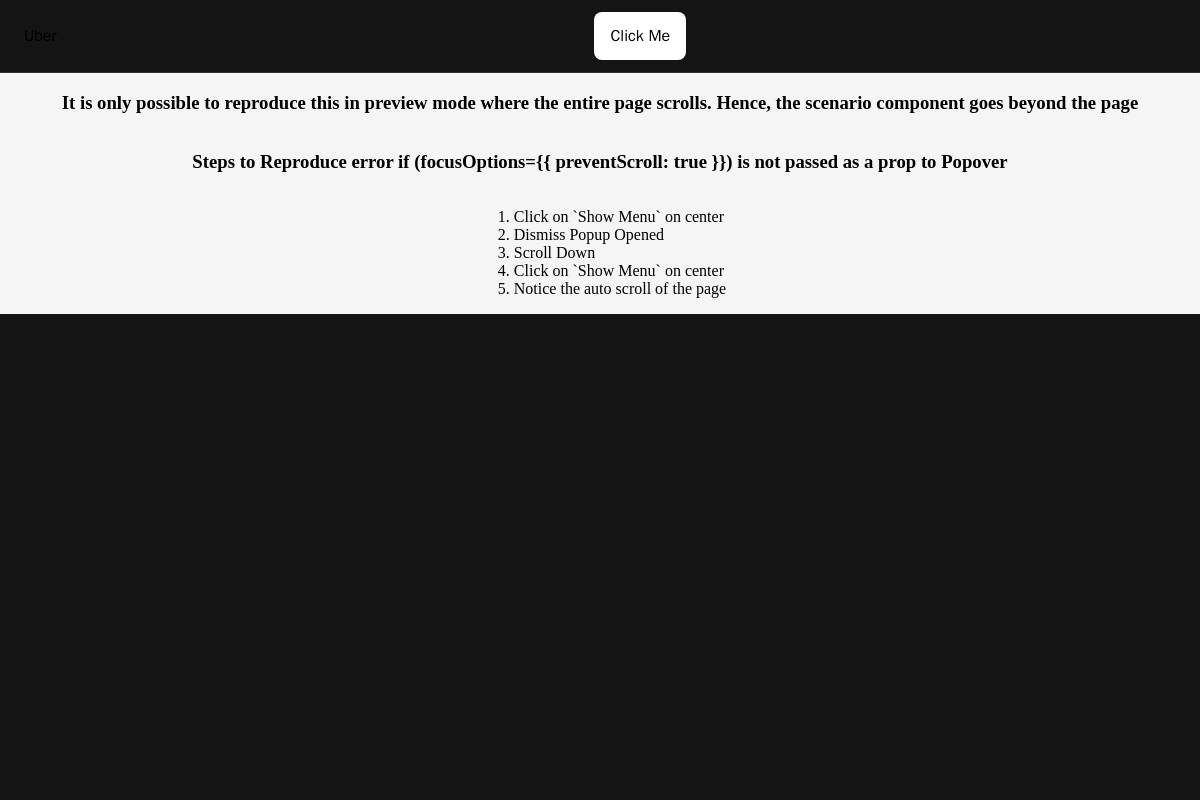 Uber
Click Me
It is only possible to reproduce this in preview mode where the entire page scrolls. Hence, the scenario component goes beyond the page
Steps to Reproduce error if (focusOptions={{ preventScroll: true }}) is not passed as a prop to Popover
1. Click on `Show Menu` on center
2. Dismiss Popup Opened
3. Scroll Down
4. Click on `Show Menu` on center
5. Notice the auto scroll of the page